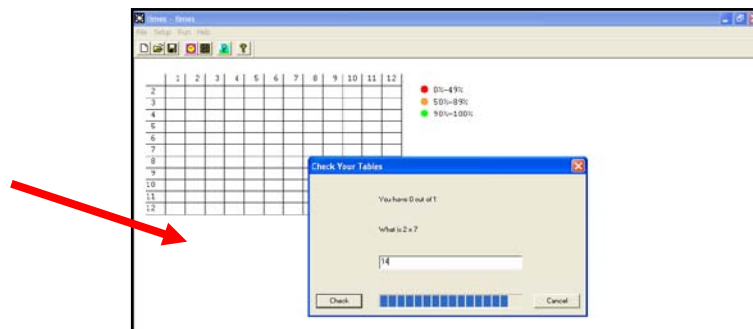 times - times
File Setup Run Help
1 2 3 4 5 6 7 8 9 10 11 12
2
3
4
5
6
7
8
9
10
11
12
0%-49%
50%-89%
90%-100%
Check Your Tables
You have 0 out of 1
What is 2 x 7
14
Check
Cancel